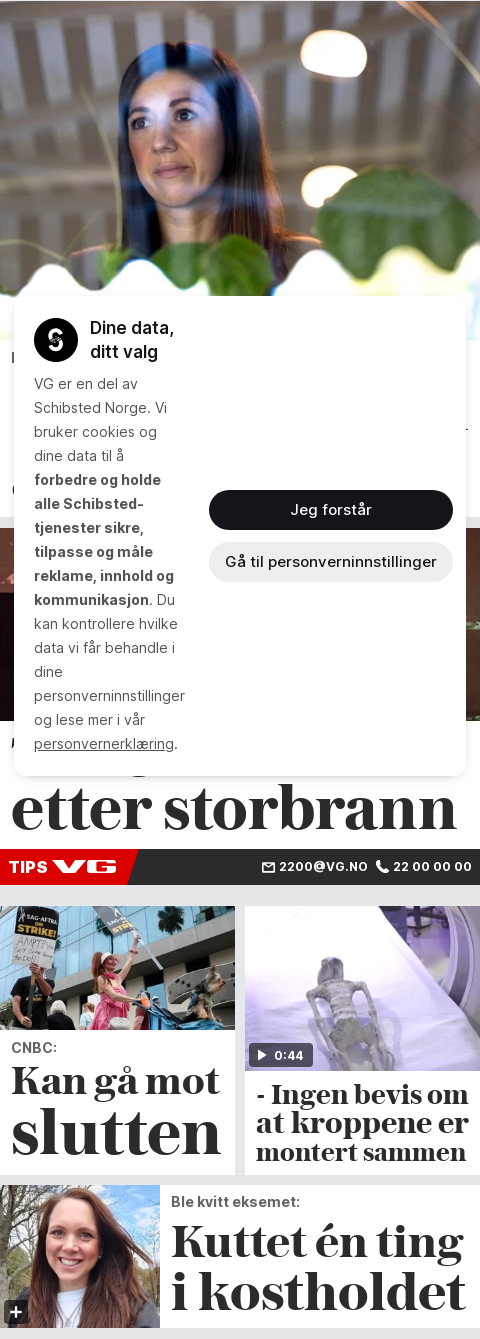 Dine data,
ditt valg
VG er en del av
Schibsted Norge. Vi
bruker cookies og
dine data til å
forbedre og holde
alle Schibsted-
tjenester sikre,
tilpasse og måle
reklame, innhold og
kommunikasjon. Du
kan kontrollere hvilke
data vi får behandle i
dine
personverninnstillinger
og lese mer i vår
personvernerklæring.
Jeg forstår
Gå til personverninnstillinger
etter storbrann
TIPS VG
2200@VG.NO 22 00 00 00
SAG-AFTRA
ON
STRIKE!
CNBC:
Kan gå mot
slutten
0:44
- Ingen bevis om
at kroppene er
montert sammen
Ble kvitt eksemet:
Kuttet én ting
i kostholdet